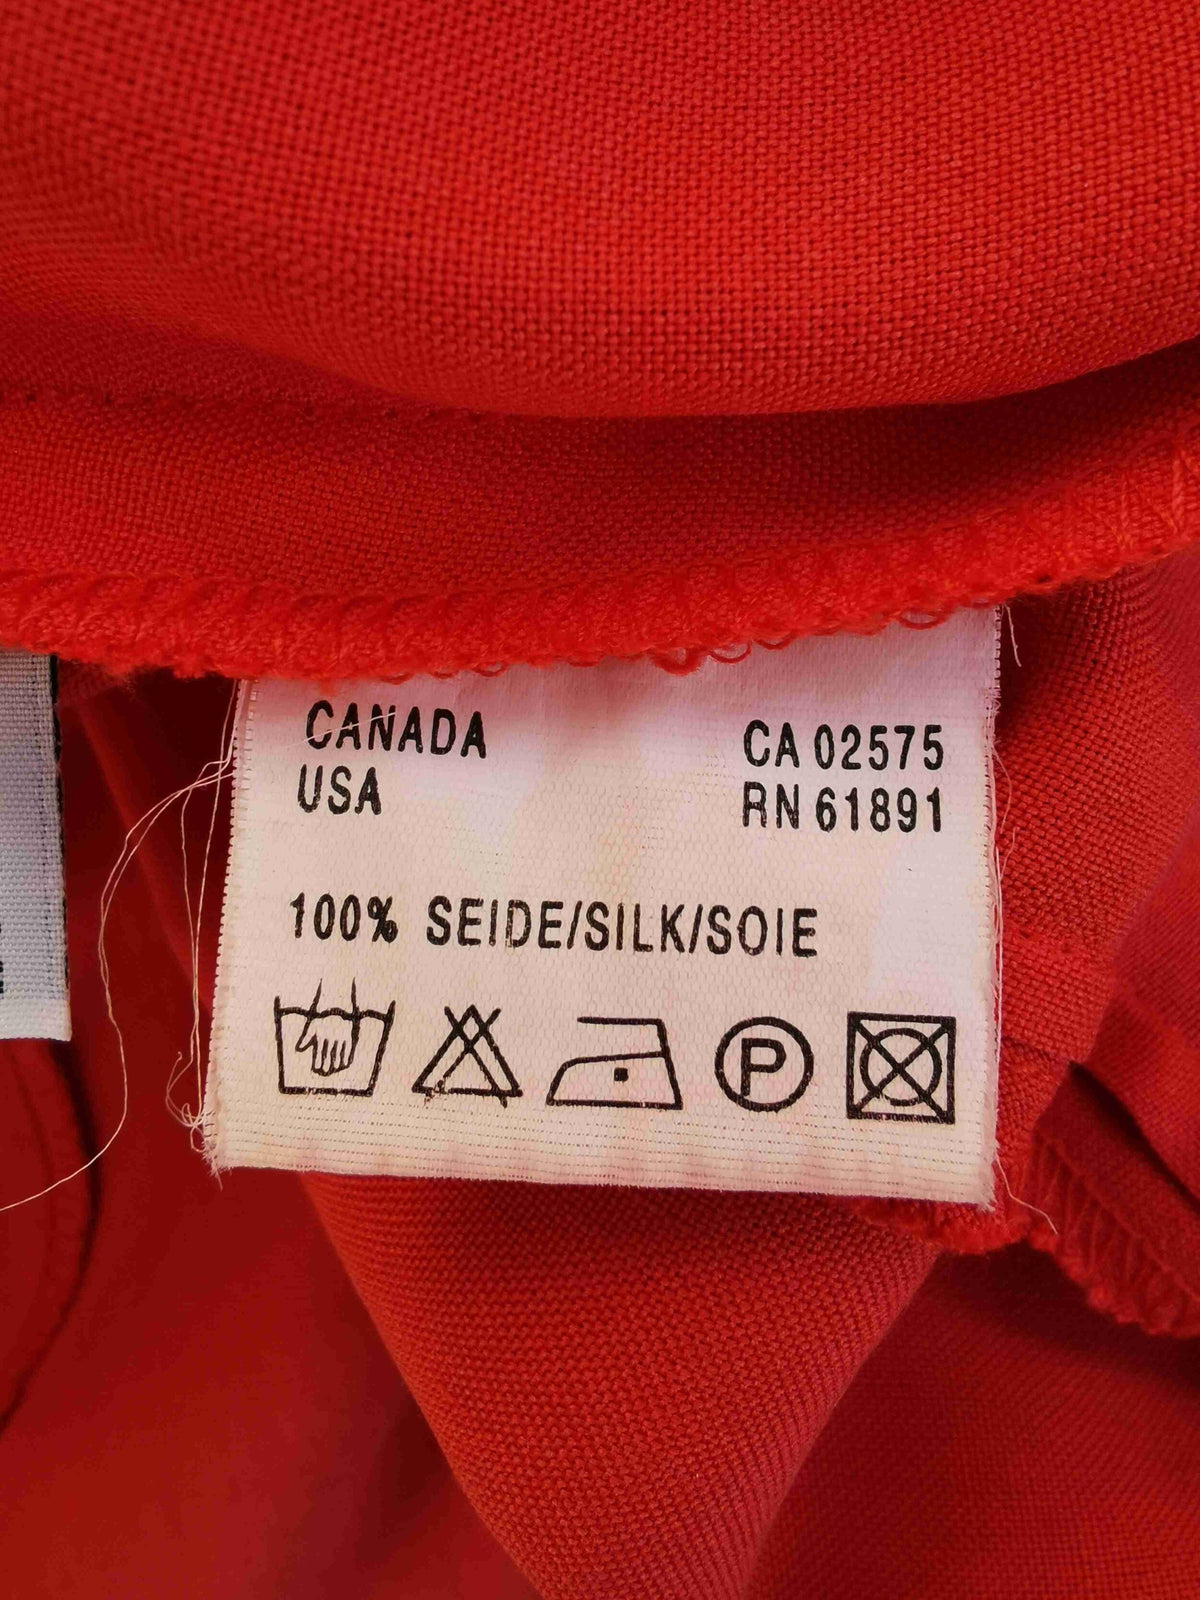 CANADA CA 02575
USA RN 61891
100% SEIDE/SILK/SOIE
P